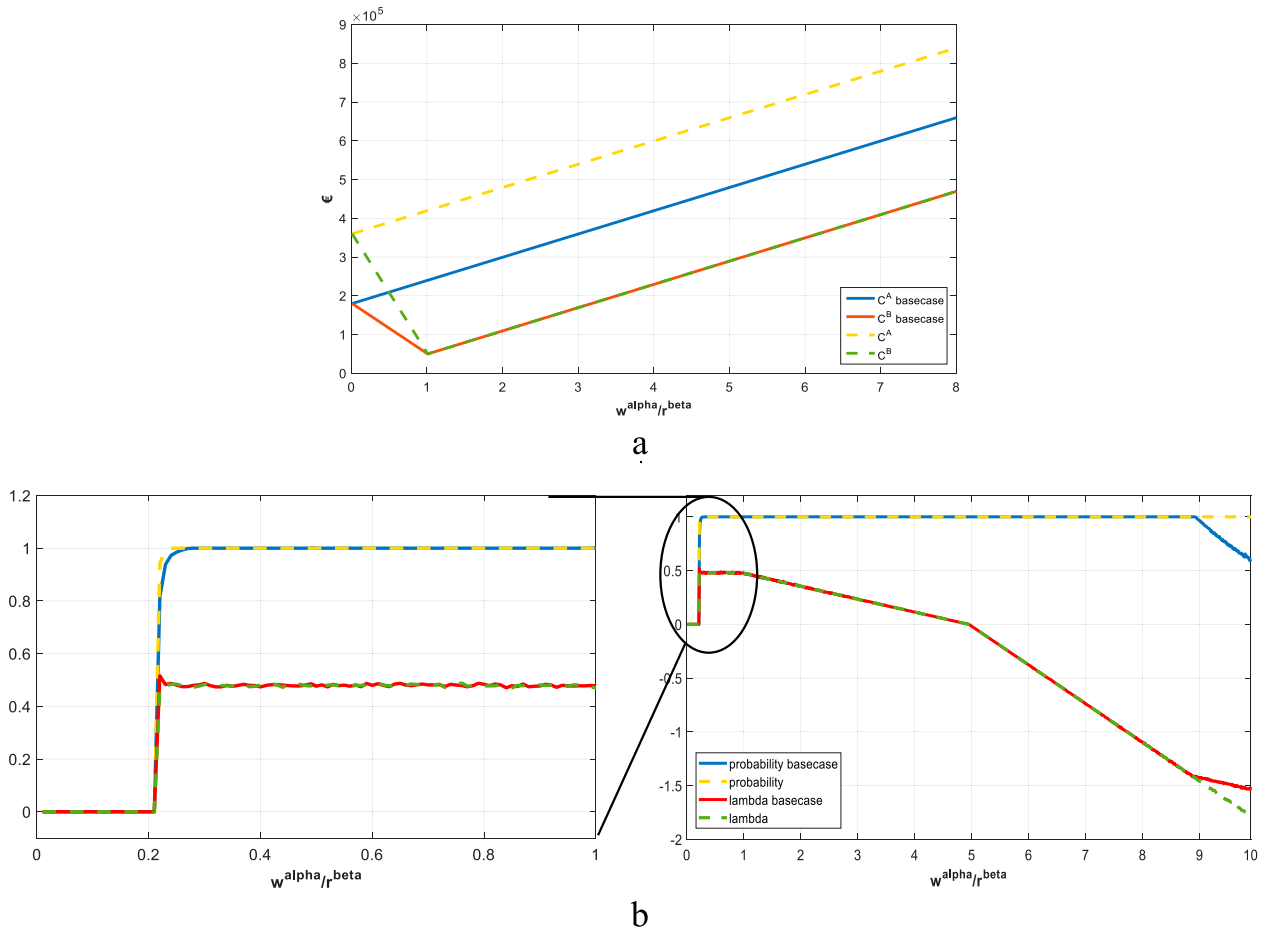 ×10⁵
9
8
7
6
5
4
3
2
1
0
€
C^A basecase
C^B basecase
C^A
C^B
0 1 2 3 4 5 6 7 8
w^alpha/r^beta
a
1.2
1
0.8
0.6
0.4
0.2
0
0 0.2 0.4 0.6 0.8 1
w^alpha/r^beta
1
0.5
0
-0.5
-1
-1.5
-2
probability basecase
probability
lambda basecase
lambda
0 1 2 3 4 5 6 7 8 9 10
w^alpha/r^beta
b